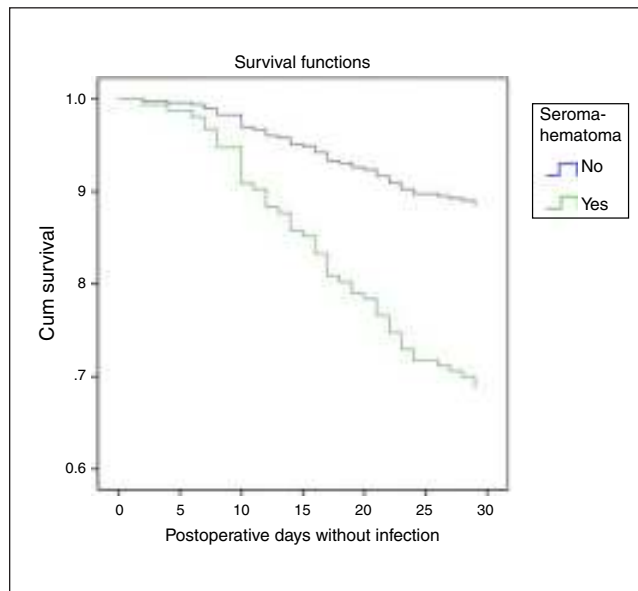 Survival functions
1.0
9
8
.7
0.6
Cum survival
0 5 10 15 20 25 30
Postoperative days without infection
Seroma-
hematoma
No
Yes